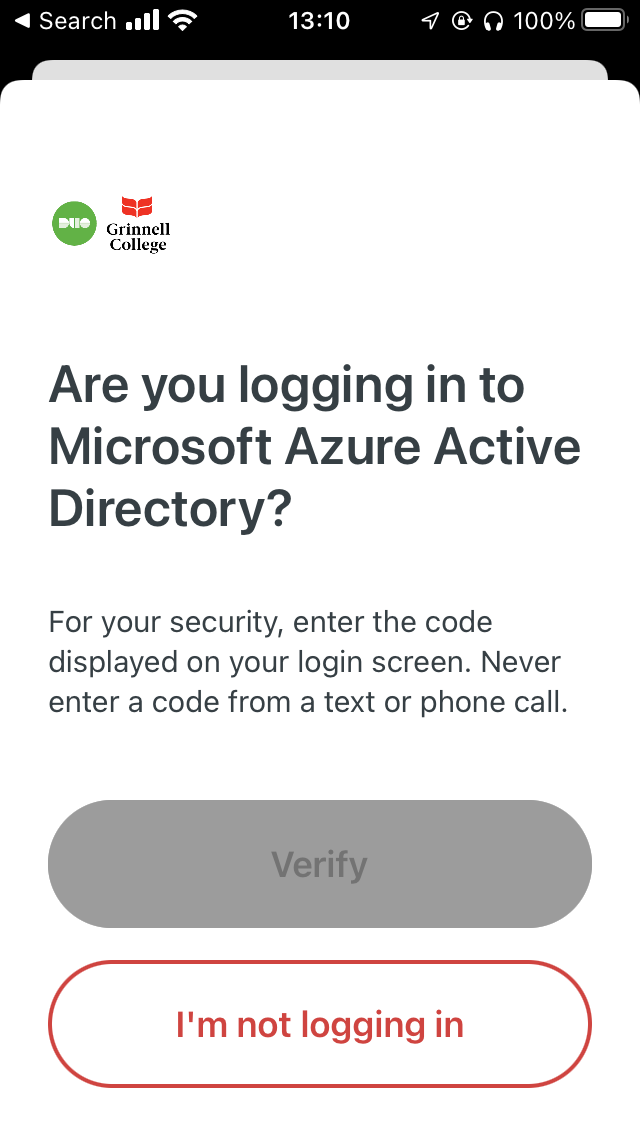 Search 13:10 100%
DUO
Grinnell
College
Are you logging in to
Microsoft Azure Active
Directory?
For your security, enter the code
displayed on your login screen. Never
enter a code from a text or phone call.
Verify
I'm not logging in